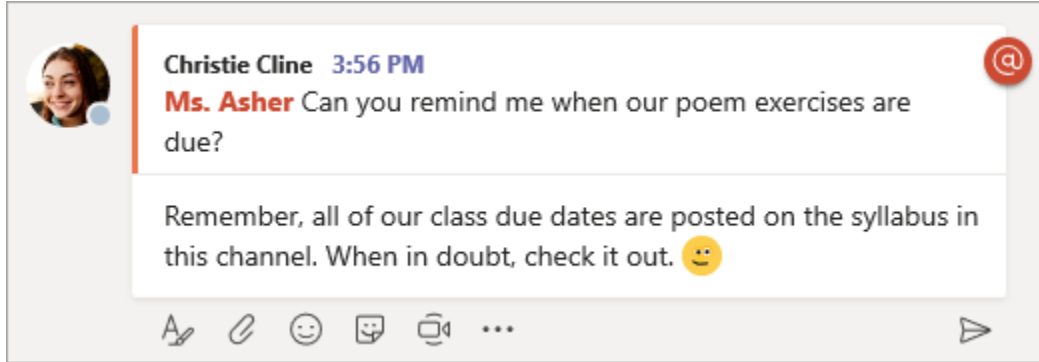 Christie Cline 3:56 PM
@
Ms. Asher Can you remind me when our poem exercises are
due?
Remember, all of our class due dates are posted on the syllabus in
this channel. When in doubt, check it out.